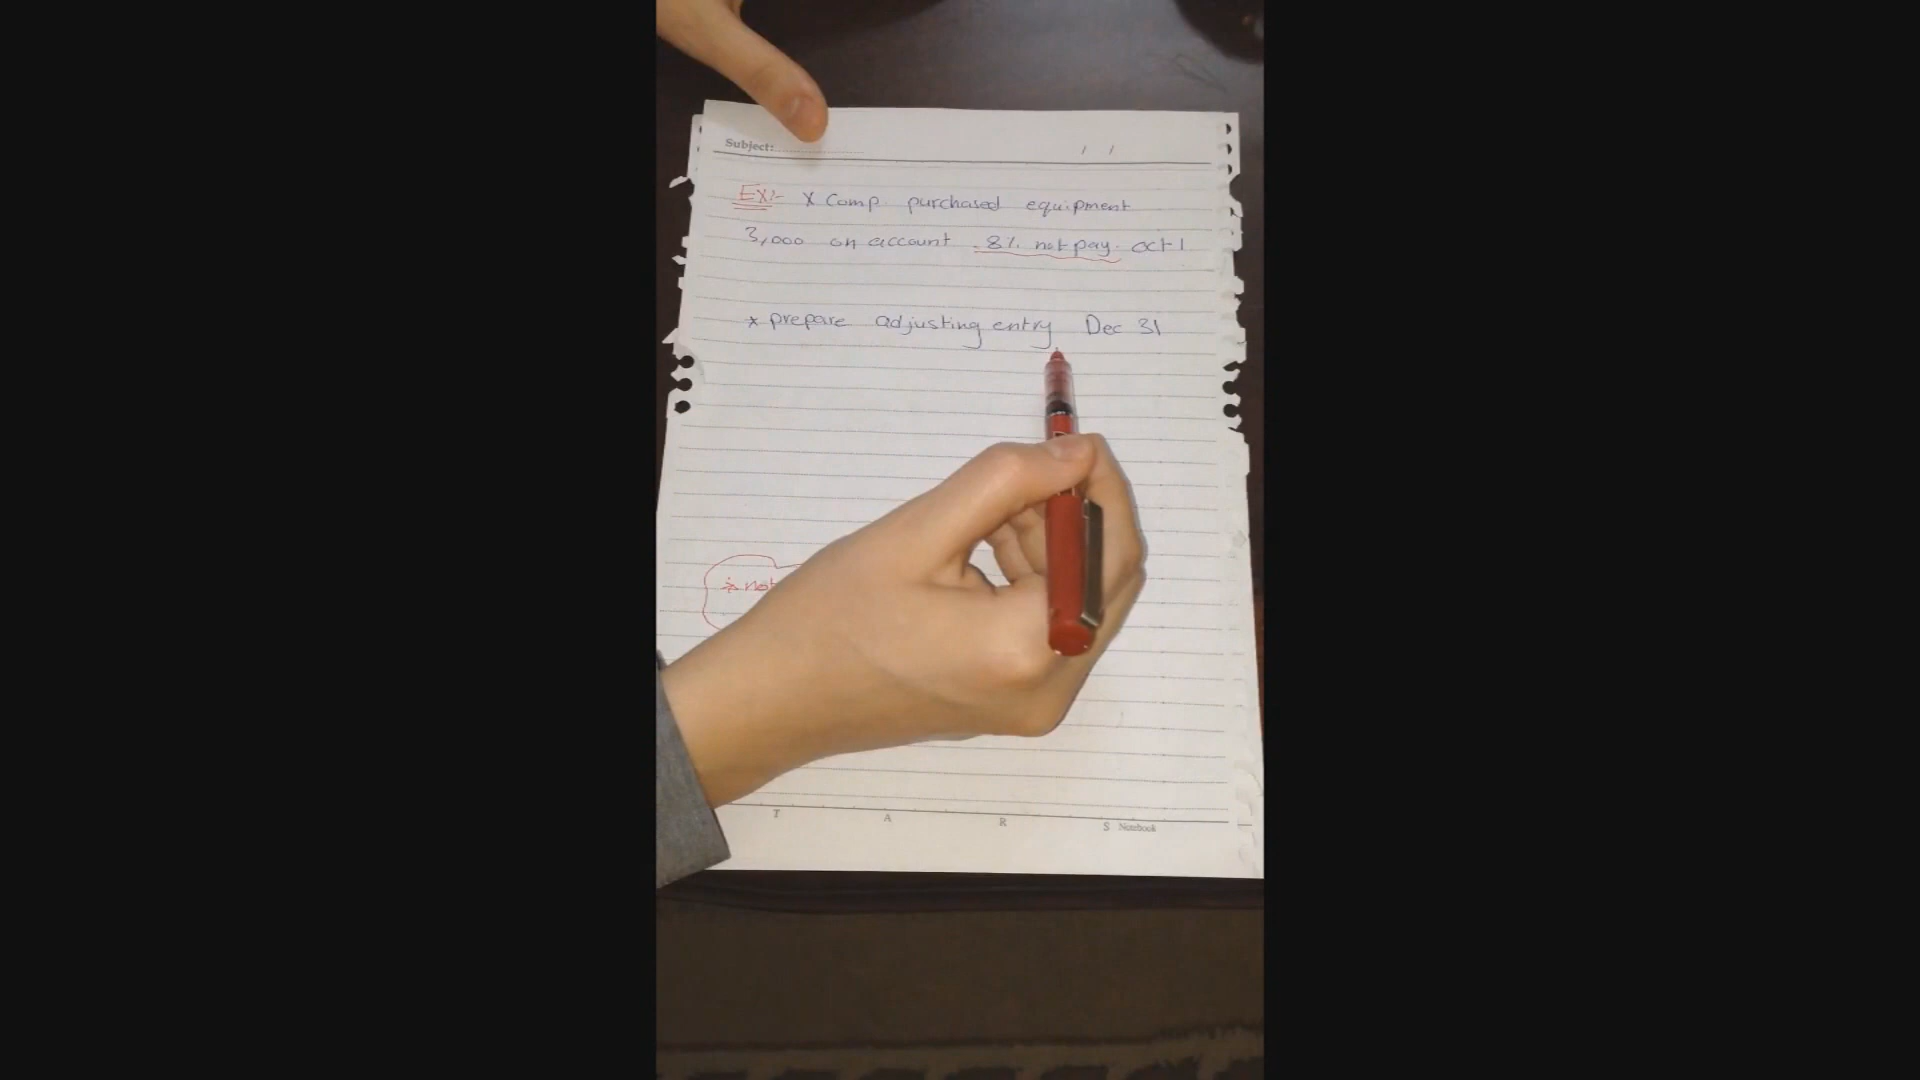 Subject:
/ /
Ex:- X Comp. purchased equipment
3,000 on account . 8% not pay. oct 1
* prepare adjusting entry Dec 31
* not
T A R S Notebook